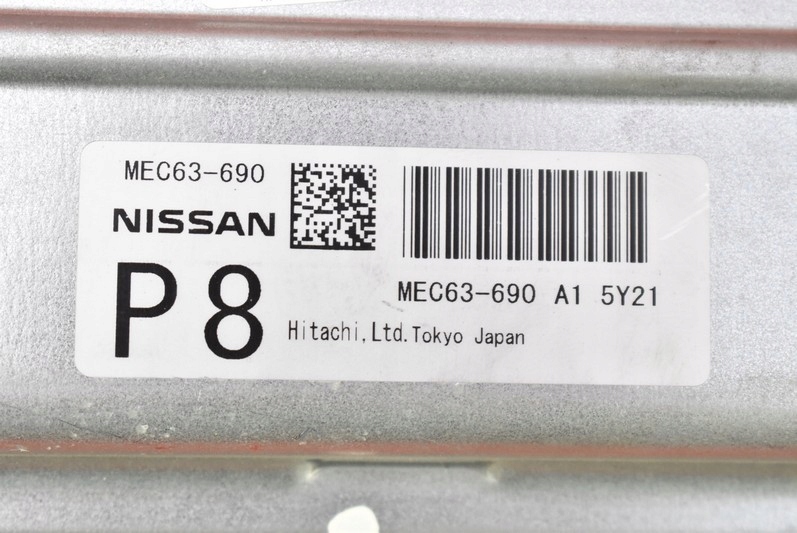 MEC63-690
NISSAN
P8
MEC63-690 A1 5Y21
Hitachi,Ltd.Tokyo Japan